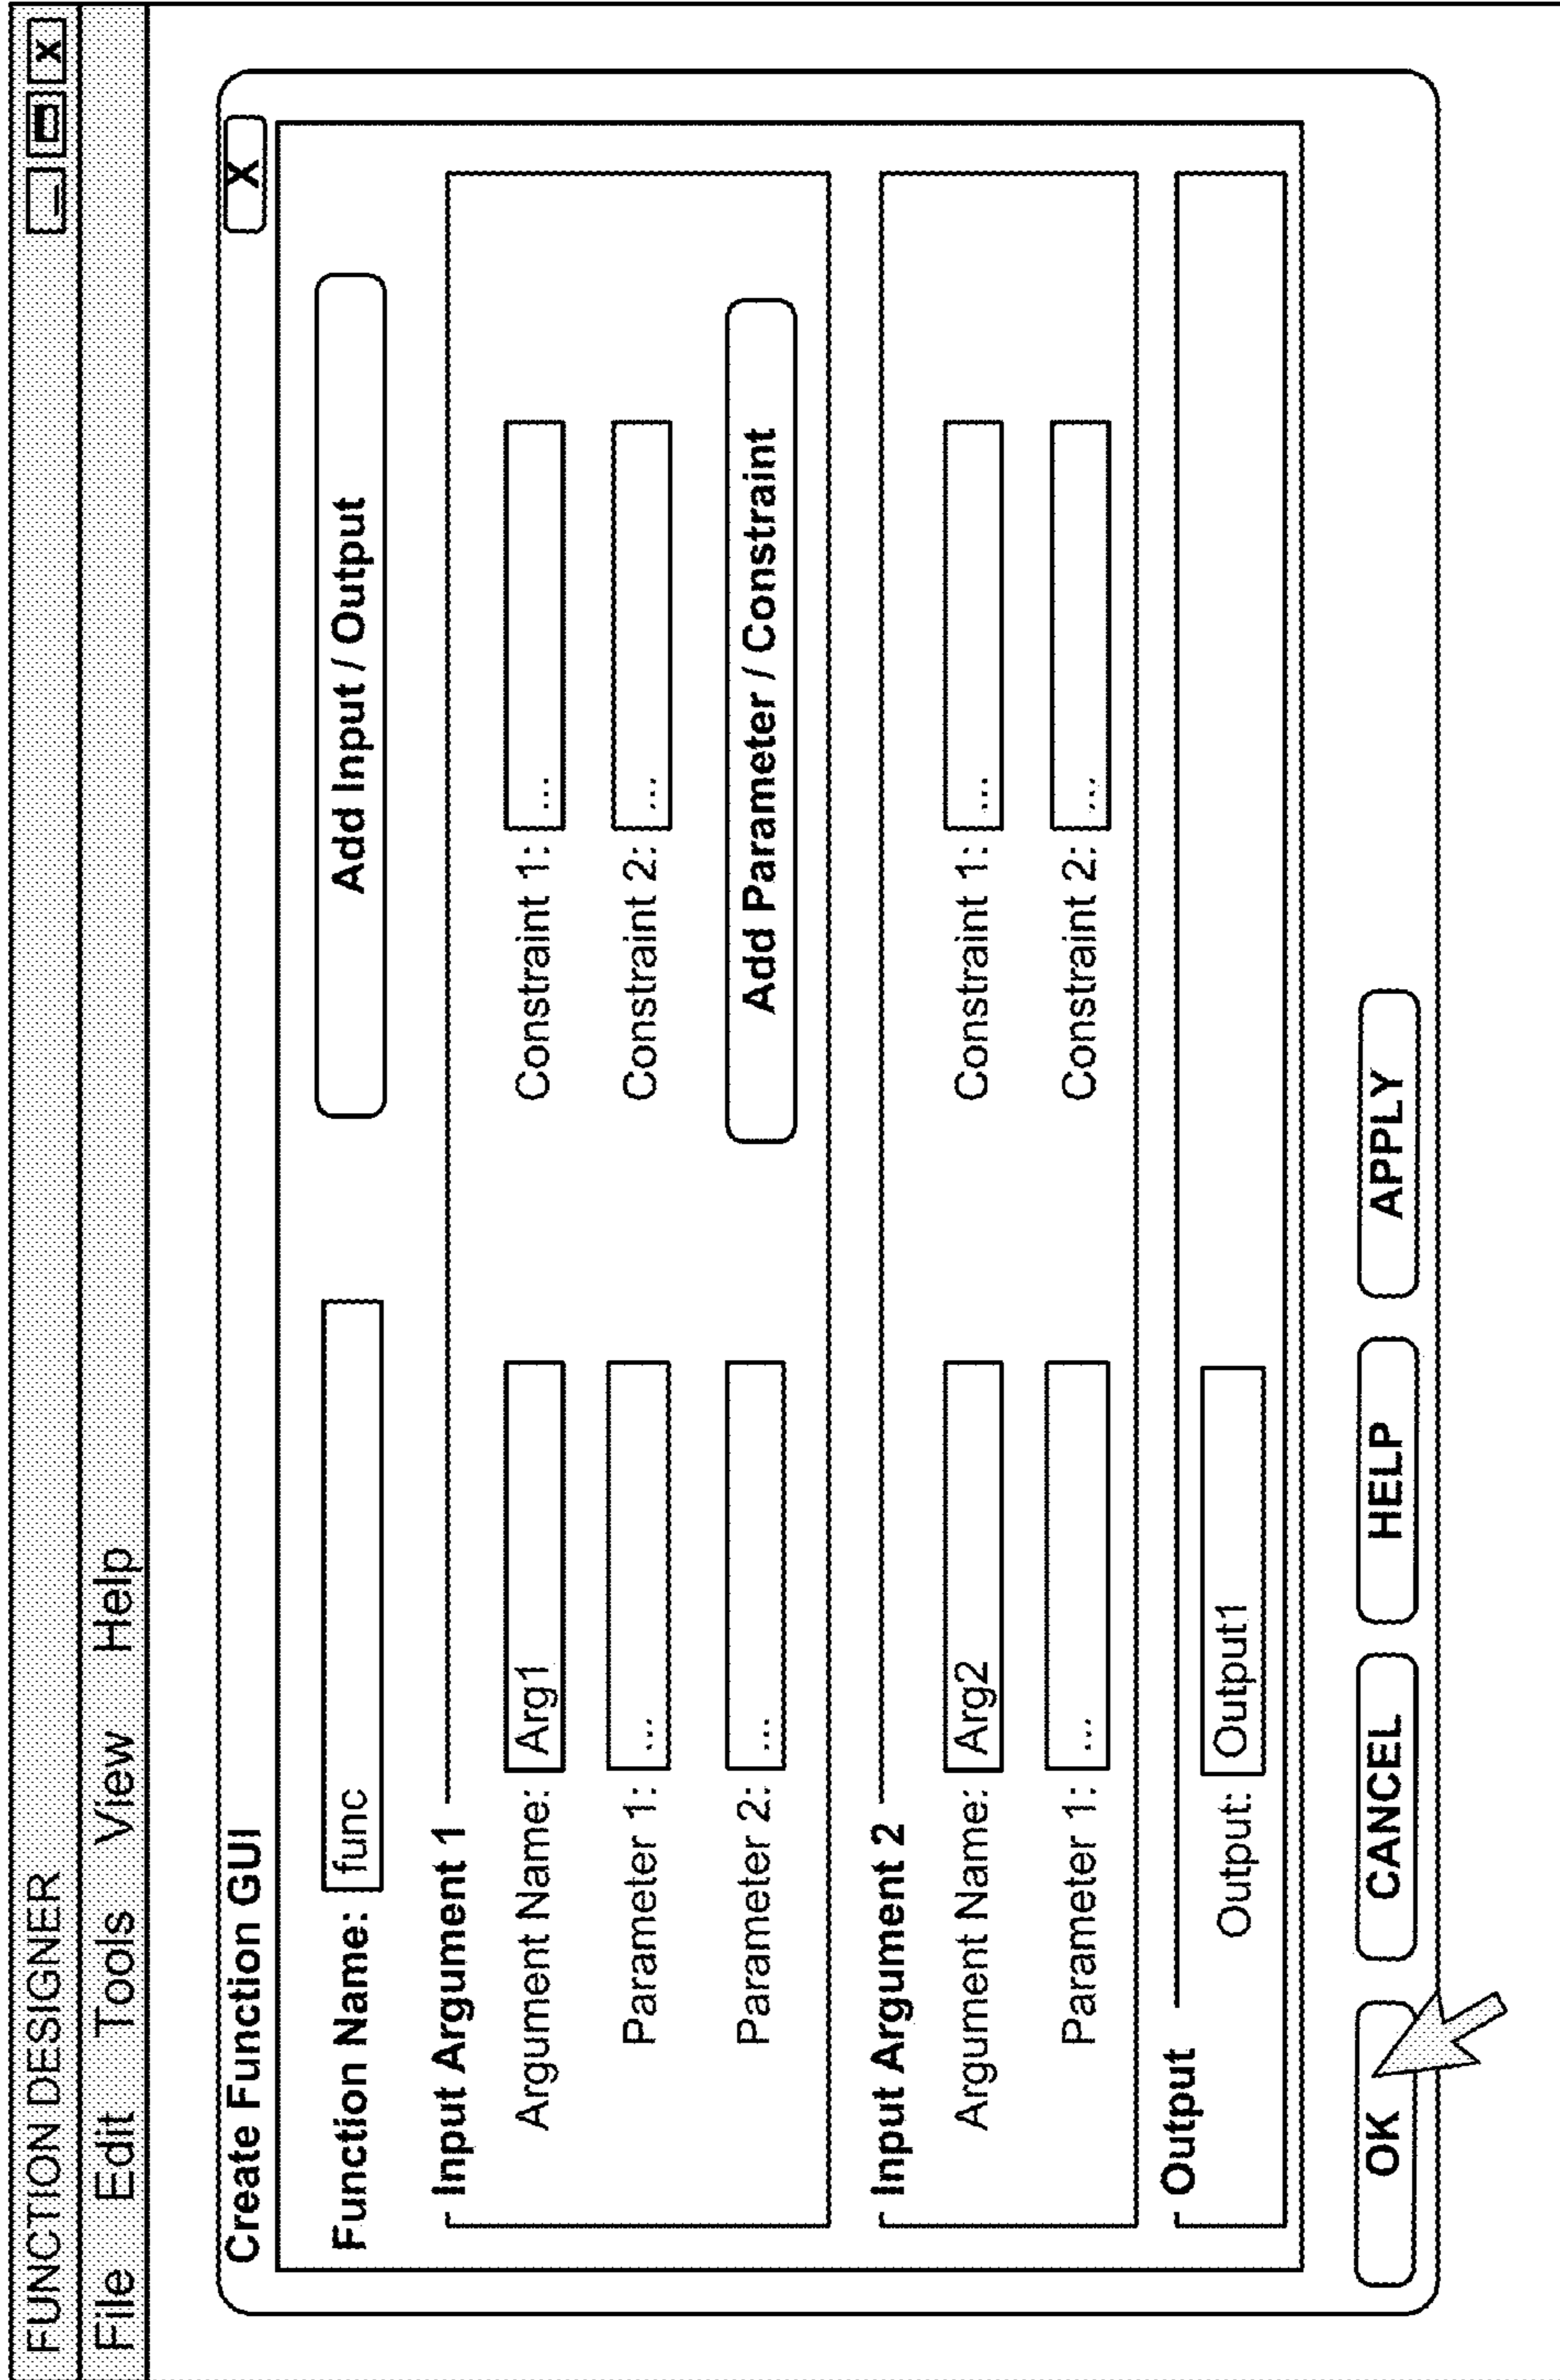 FUNCTION DESIGNER _ X
File Edit Tools View Help
Create Function GUI X
Function Name: func Add Input / Output
Input Argument 1
Argument Name: Arg1 Constraint 1: ...
Parameter 1: ... Constraint 2: ...
Parameter 2: ... Add Parameter / Constraint
Input Argument 2
Argument Name: Arg2 Constraint 1: ...
Parameter 1: ... Constraint 2: ...
Output
Output: Output1
OK CANCEL HELP APPLY